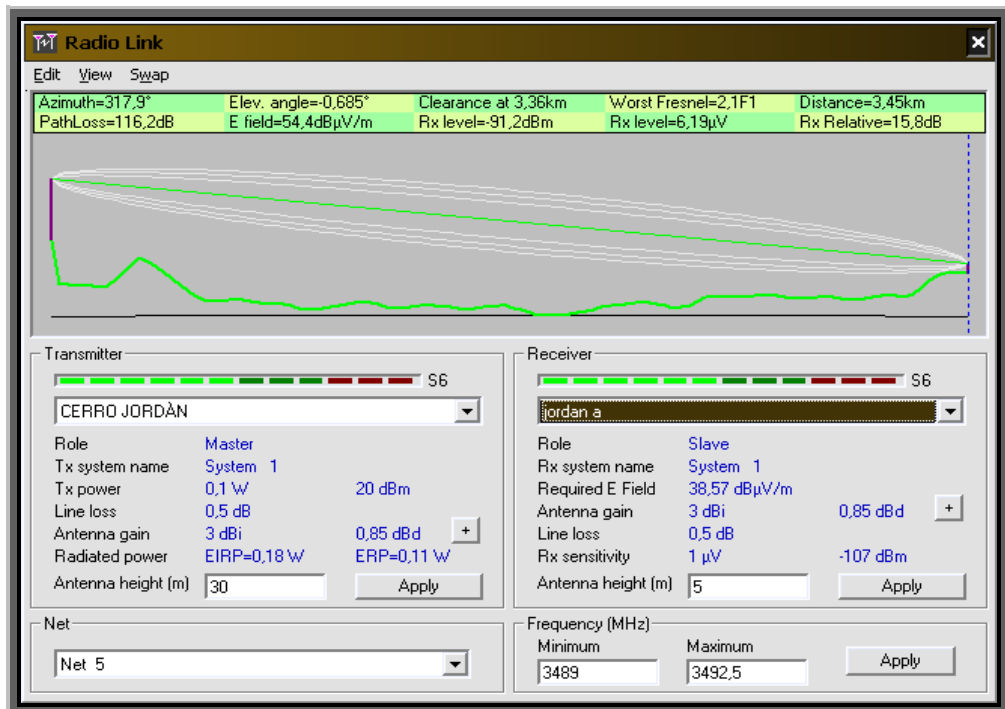 Radio Link
Edit View Swap
Azimuth=317,9° Elev. angle=-0,685° Clearance at 3,36km Worst Fresnel=2,1F1 Distance=3,45km
PathLoss=116,2dB E field=54,4dBµV/m Rx level=-91,2dBm Rx level=6,19µV Rx Relative=15,8dB
Transmitter
S6
CERRO JORDÀN
Role Master
Tx system name System 1
Tx power 0,1 W 20 dBm
Line loss 0,5 dB
Antenna gain 3 dBi 0,85 dBd +
Radiated power EIRP=0,18 W ERP=0,11 W
Antenna height (m) 30 Apply
Receiver
S6
jordan a
Role Slave
Rx system name System 1
Required E Field 38,57 dBµV/m
Antenna gain 3 dBi 0,85 dBd +
Line loss 0,5 dB
Rx sensitivity 1 µV -107 dBm
Antenna height (m) 5 Apply
Net
Net 5
Frequency (MHz)
Minimum Maximum
3489 3492,5 Apply